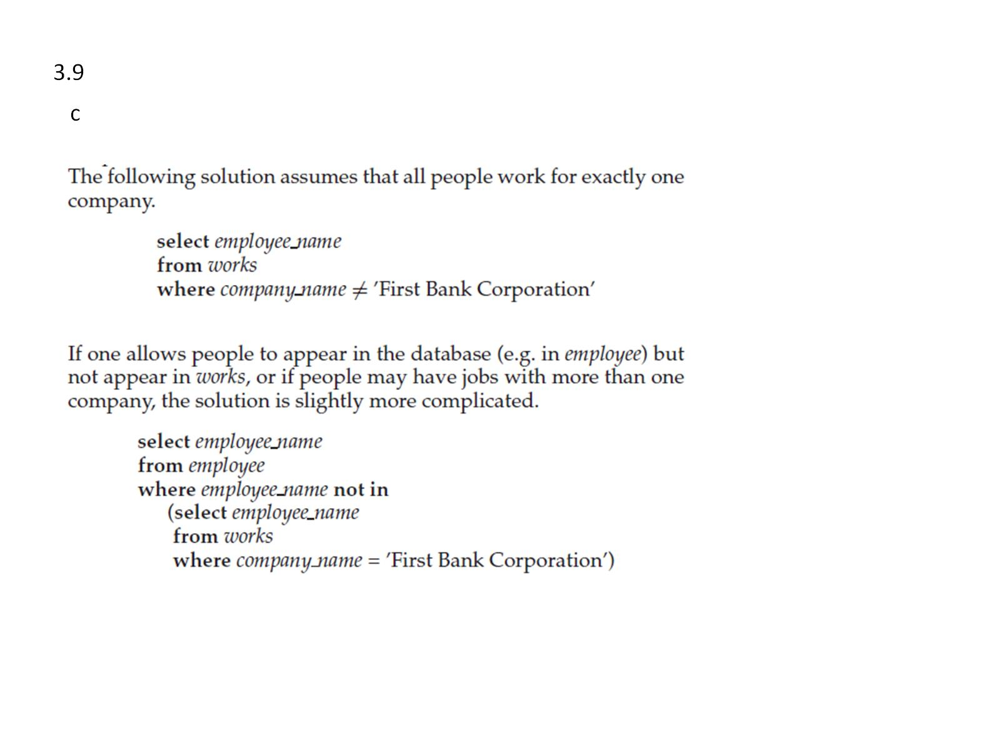 3.9
c
The following solution assumes that all people work for exactly one
company.
select employee_name
from works
where company_name ≠ 'First Bank Corporation'
If one allows people to appear in the database (e.g. in employee) but
not appear in works, or if people may have jobs with more than one
company, the solution is slightly more complicated.
select employee_name
from employee
where employee_name not in
(select employee_name
from works
where company_name = 'First Bank Corporation')